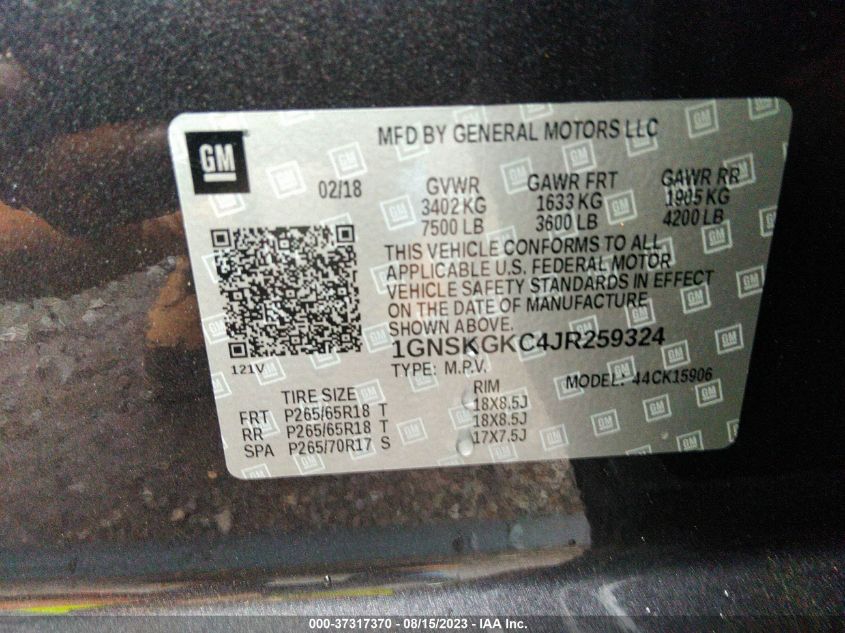 GM
MFD BY GENERAL MOTORS LLC
02/18
GVWR GAWR FRT GAWR RR
3402 KG 1633 KG 1905 KG
7500 LB 3600 LB 4200 LB
THIS VEHICLE CONFORMS TO ALL
APPLICABLE U.S. FEDERAL MOTOR
VEHICLE SAFETY STANDARDS IN EFFECT
ON THE DATE OF MANUFACTURE
SHOWN ABOVE.
1GNSKGKC4JR259324
121V
TYPE: M.P.V. MODEL: 44CK15906
TIRE SIZE RIM
FRT P265/65R18 T 18X8.5J
RR P265/65R18 T 18X8.5J
SPA P265/70R17 S 17X7.5J
000-37317370 - 08/15/2023 - IAA Inc.